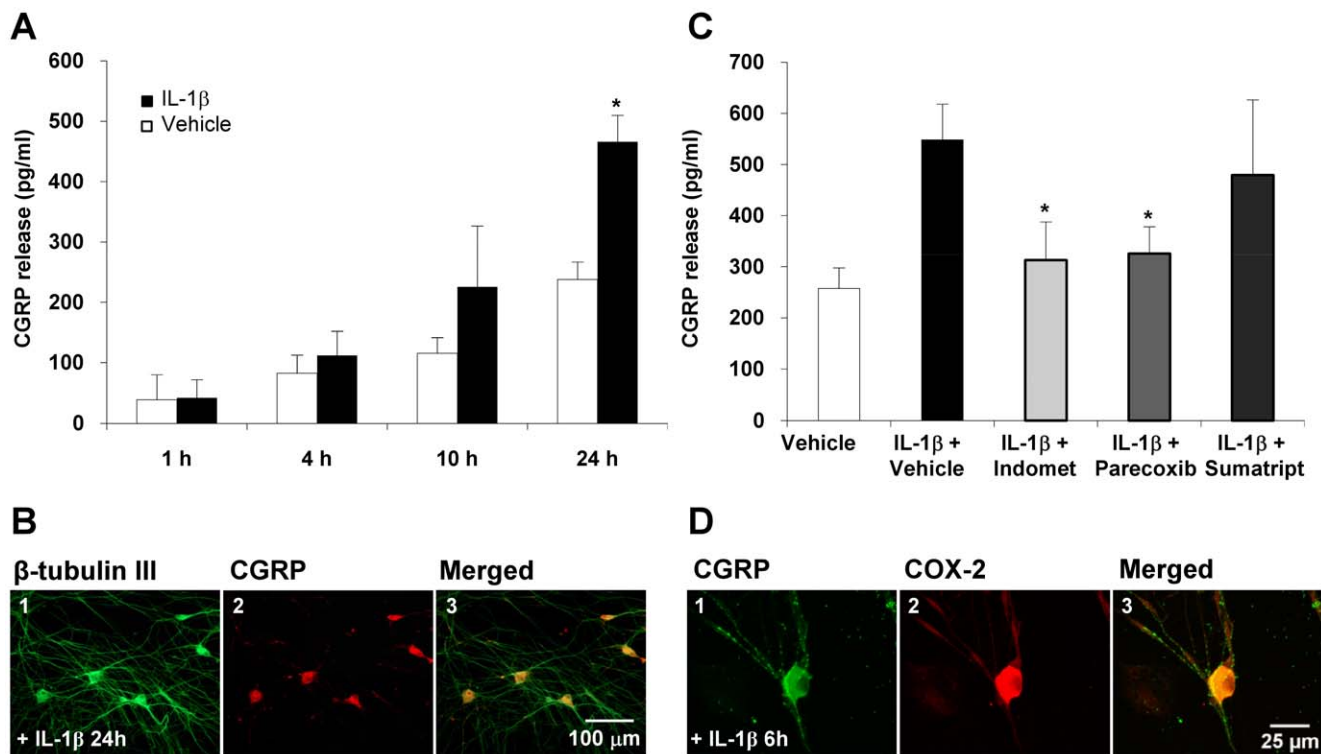 A
CGRP release (pg/ml)
600
500
400
300
200
100
0
IL-1β
Vehicle
*
1 h 4 h 10 h 24 h
C
CGRP release (pg/ml)
700
600
500
400
300
200
100
0
* *
Vehicle IL-1β + Vehicle IL-1β + Indomet IL-1β + Parecoxib IL-1β + Sumatript
B
β-tubulin III CGRP Merged
1 2 3
+ IL-1β 24h 100 μm
D
CGRP COX-2 Merged
1 2 3
+ IL-1β 6h 25 μm